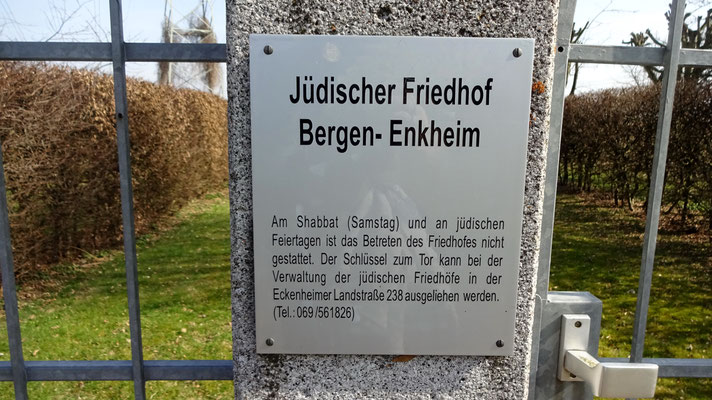 Jüdischer Friedhof
Bergen- Enkheim
Am Shabbat (Samstag) und an jüdischen
Feiertagen ist das Betreten des Friedhofes nicht
gestattet. Der Schlüssel zum Tor kann bei der
Verwaltung der jüdischen Friedhöfe in der
Eckenheimer Landstraße 238 ausgeliehen werden.
(Tel.: 069/561826)